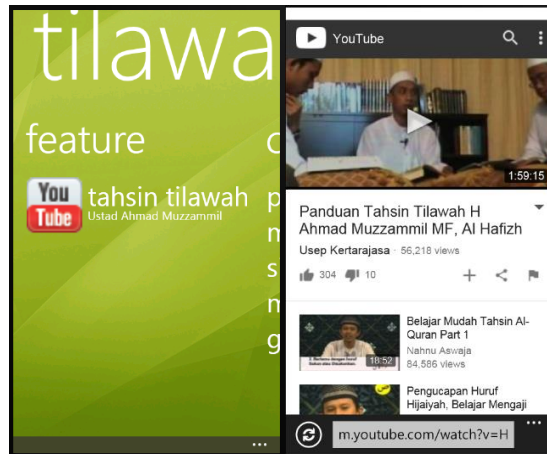 tilawa
feature
You
Tube
tahsin tilawah
Ustad Ahmad Muzzammil
c
p
m
s
m
g
YouTube
1:59:15
Panduan Tahsin Tilawah H
Ahmad Muzzammil MF, Al Hafizh
Usep Kertarajasa · 56,218 views
304 10
18:52
Belajar Mudah Tahsin Al-
Quran Part 1
Nahnu Aswaja
84,586 views
Pengucapan Huruf
Hijaiyah, Belajar Mengaji
m.youtube.com/watch?v=H